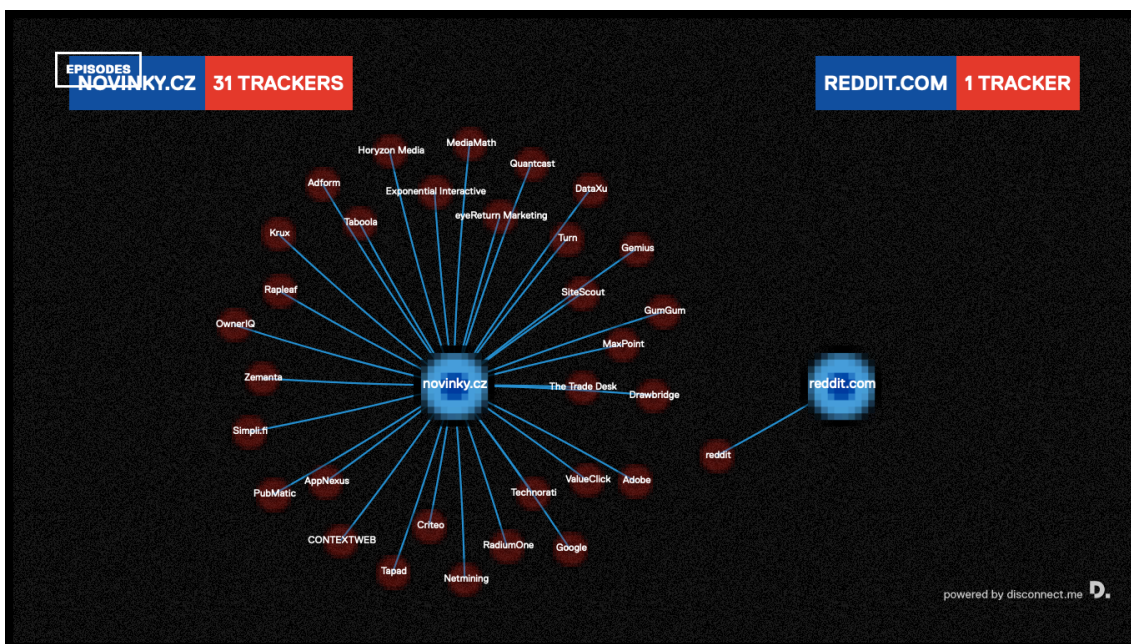 EPISODES
NOVINKY.CZ 31 TRACKERS
REDDIT.COM 1 TRACKER
MediaMath
Horyzon Media
Quantcast
Adform
Exponential Interactive
DataXu
Taboola
eyeReturn Marketing
Krux
Turn
Gemius
Rapleaf
SiteScout
OwnerIQ
GumGum
MaxPoint
Zemanta
novinky.cz
The Trade Desk
Drawbridge
reddit.com
Simpli.fi
reddit
PubMatic
AppNexus
Technorati
ValueClick
Adobe
CONTEXTWEB
Criteo
RadiumOne
Google
Tapad
Netmining
powered by disconnect.me D.